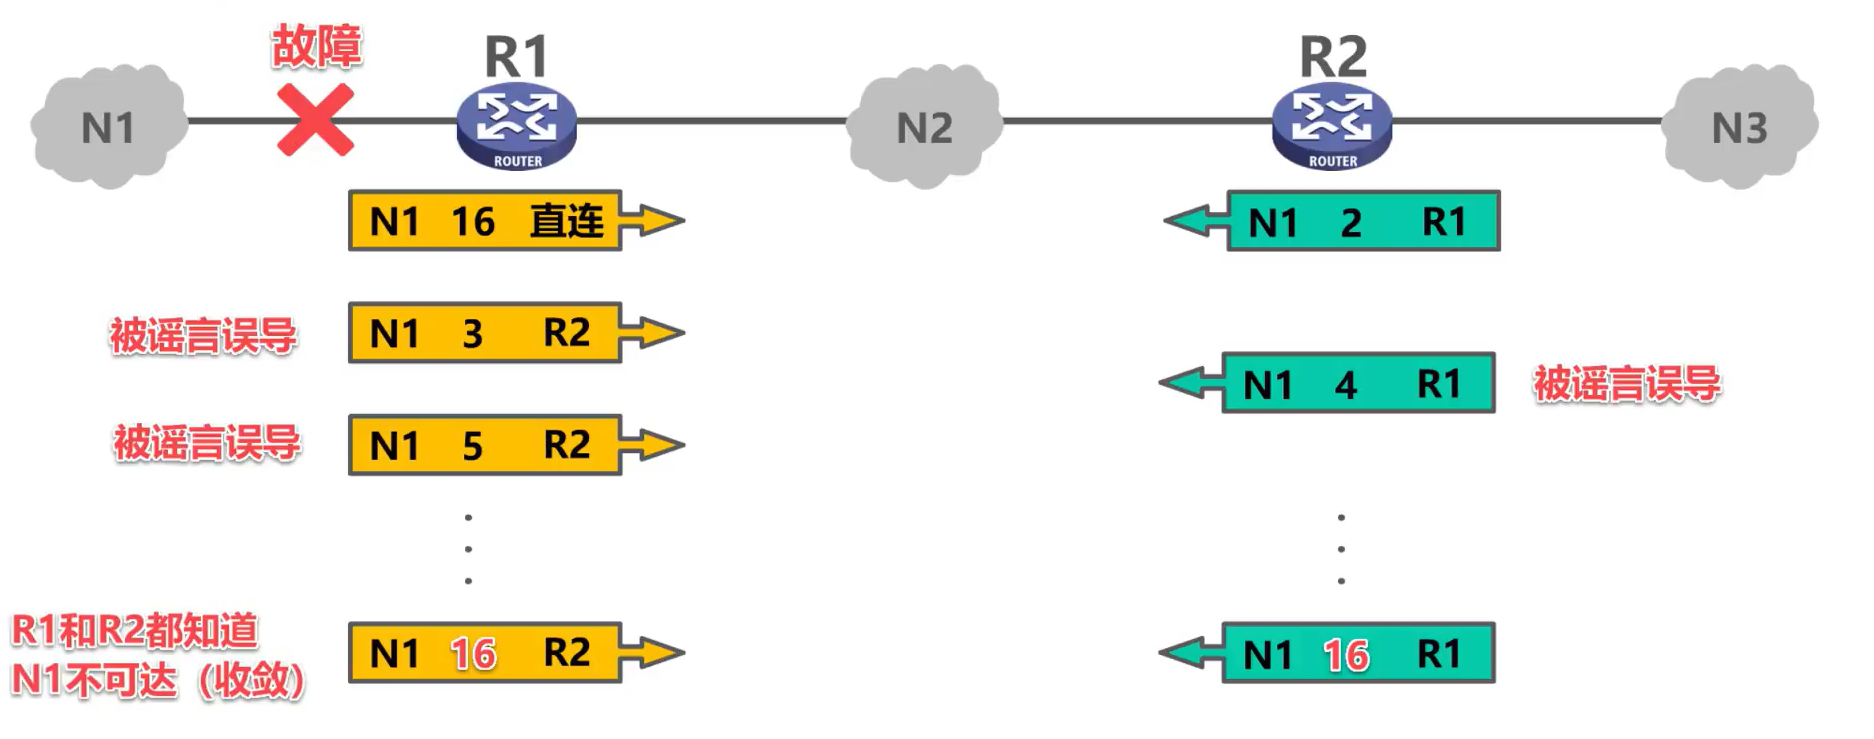 故障
R1
R2
N1
N2
N3
ROUTER
ROUTER
N1 16 直连
N1 2 R1
被谣言误导
N1 3 R2
N1 4 R1
被谣言误导
被谣言误导
N1 5 R2
R1和R2都知道
N1不可达（收敛）
N1 16 R2
N1 16 R1